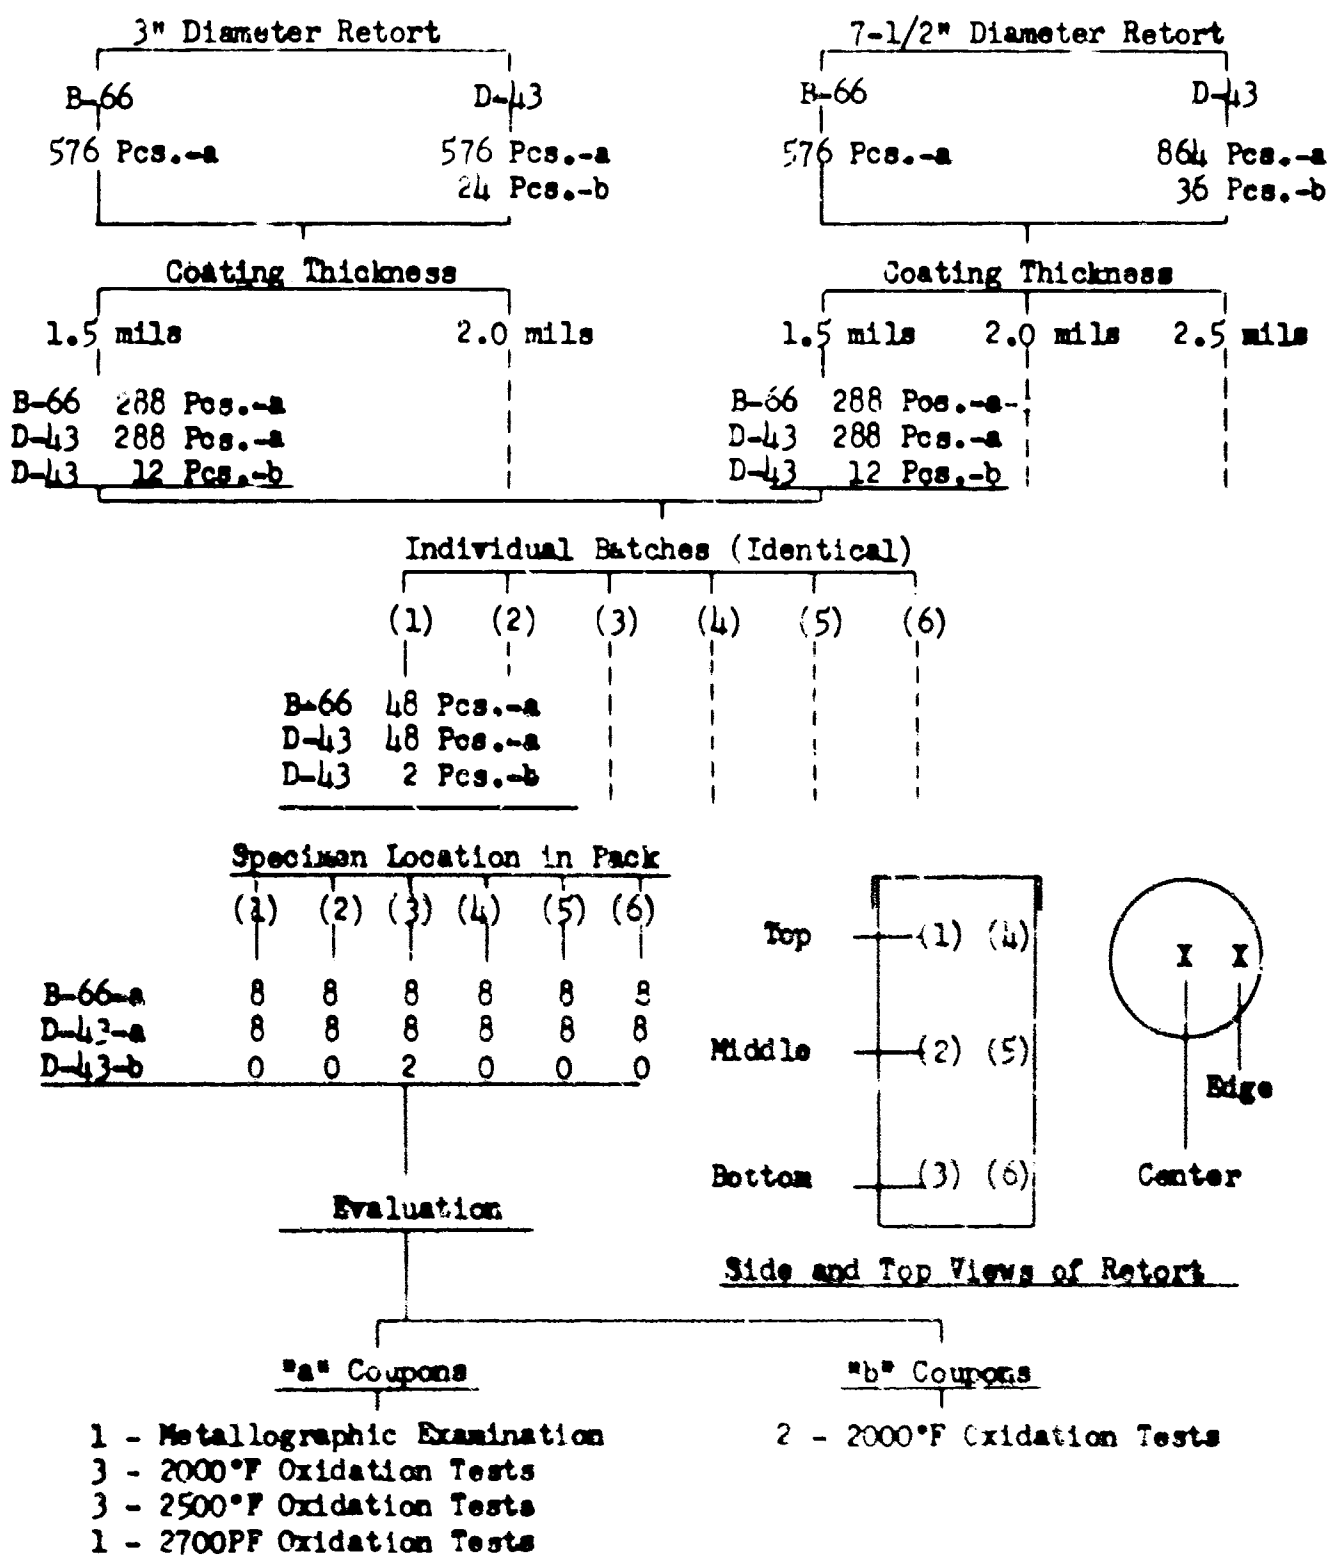 3" Diameter Retort
7-1/2" Diameter Retort
B-66 D-43
B-66 D-43
576 Pcs.-a 576 Pcs.-a
576 Pcs.-a 864 Pcs.-a
24 Pcs.-b
36 Pcs.-b
Coating Thickness
Coating Thickness
1.5 mils 2.0 mils
1.5 mils 2.0 mils 2.5 mils
B-66 288 Pcs.-a
D-43 288 Pcs.-a
D-43 12 Pcs.-b
B-66 288 Pcs.-a
D-43 288 Pcs.-a
D-43 12 Pcs.-b
Individual Batches (Identical)
(1) (2) (3) (4) (5) (6)
B-66 48 Pcs.-a
D-43 48 Pcs.-a
D-43 2 Pcs.-b
Specimen Location in Pack
(1) (2) (3) (4) (5) (6)
B-66-a 8 8 8 8 8 8
D-43-a 8 8 8 8 8 8
D-43-b 0 0 2 0 0 0
Top (1) (4)
Middle (2) (5)
Bottom (3) (6)
X X
Edge
Center
Side and Top Views of Retort
Evaluation
"a" Coupons
1 - Metallographic Examination
3 - 2000°F Oxidation Tests
3 - 2500°F Oxidation Tests
1 - 2700PF Oxidation Tests
"b" Coupons
2 - 2000°F Oxidation Tests